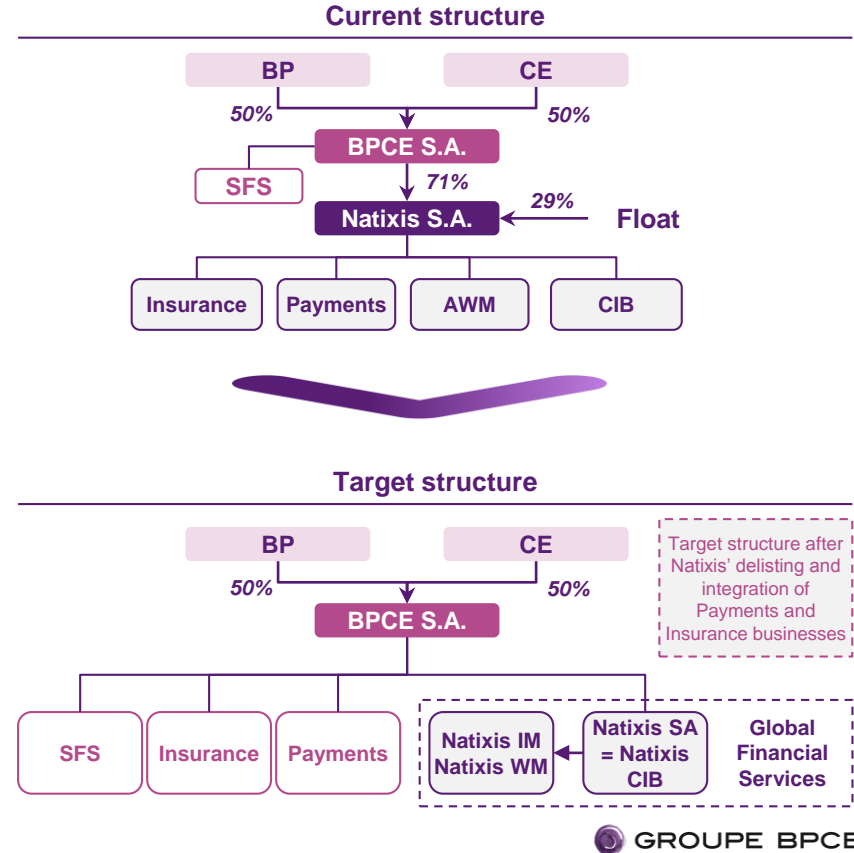 Current structure
BP
CE
50%
50%
BPCE S.A.
SFS
71%
29%
Natixis S.A.
Float
Insurance
Payments
AWM
CIB
Target structure
BP
CE
Target structure after
Natixis' delisting and
integration of
Payments and
Insurance businesses
50%
50%
BPCE S.A.
SFS
Insurance
Payments
Natixis IM
Natixis WM
Natixis SA
= Natixis
CIB
Global
Financial
Services
GROUPE BPCE